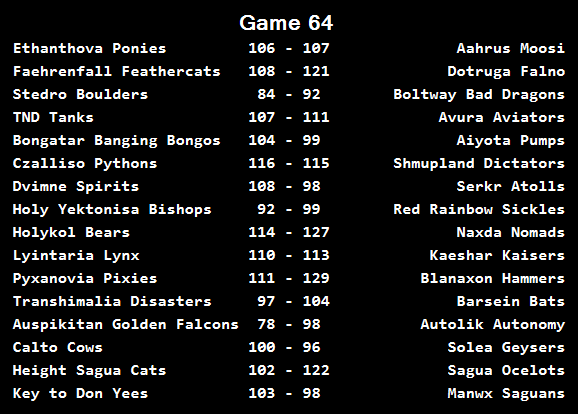 Game 64
Ethanthova Ponies 106 - 107 Aahrus Moosi
Faehrenfall Feathercats 108 - 121 Dotruga Falno
Stedro Boulders 84 - 92 Boltway Bad Dragons
TND Tanks 107 - 111 Avura Aviators
Bongatar Banging Bongos 104 - 99 Aiyota Pumps
Czalliso Pythons 116 - 115 Shmupland Dictators
Dvimne Spirits 108 - 98 Serkr Atolls
Holy Yektonisa Bishops 92 - 99 Red Rainbow Sickles
Holykol Bears 114 - 127 Naxda Nomads
Lyintaria Lynx 110 - 113 Kaeshar Kaisers
Pyxanovia Pixies 111 - 129 Blanaxon Hammers
Transhimalia Disasters 97 - 104 Barsein Bats
Auspikitan Golden Falcons 78 - 98 Autolik Autonomy
Calto Cows 100 - 96 Solea Geysers
Height Sagua Cats 102 - 122 Sagua Ocelots
Key to Don Yees 103 - 98 Manwx Saguans